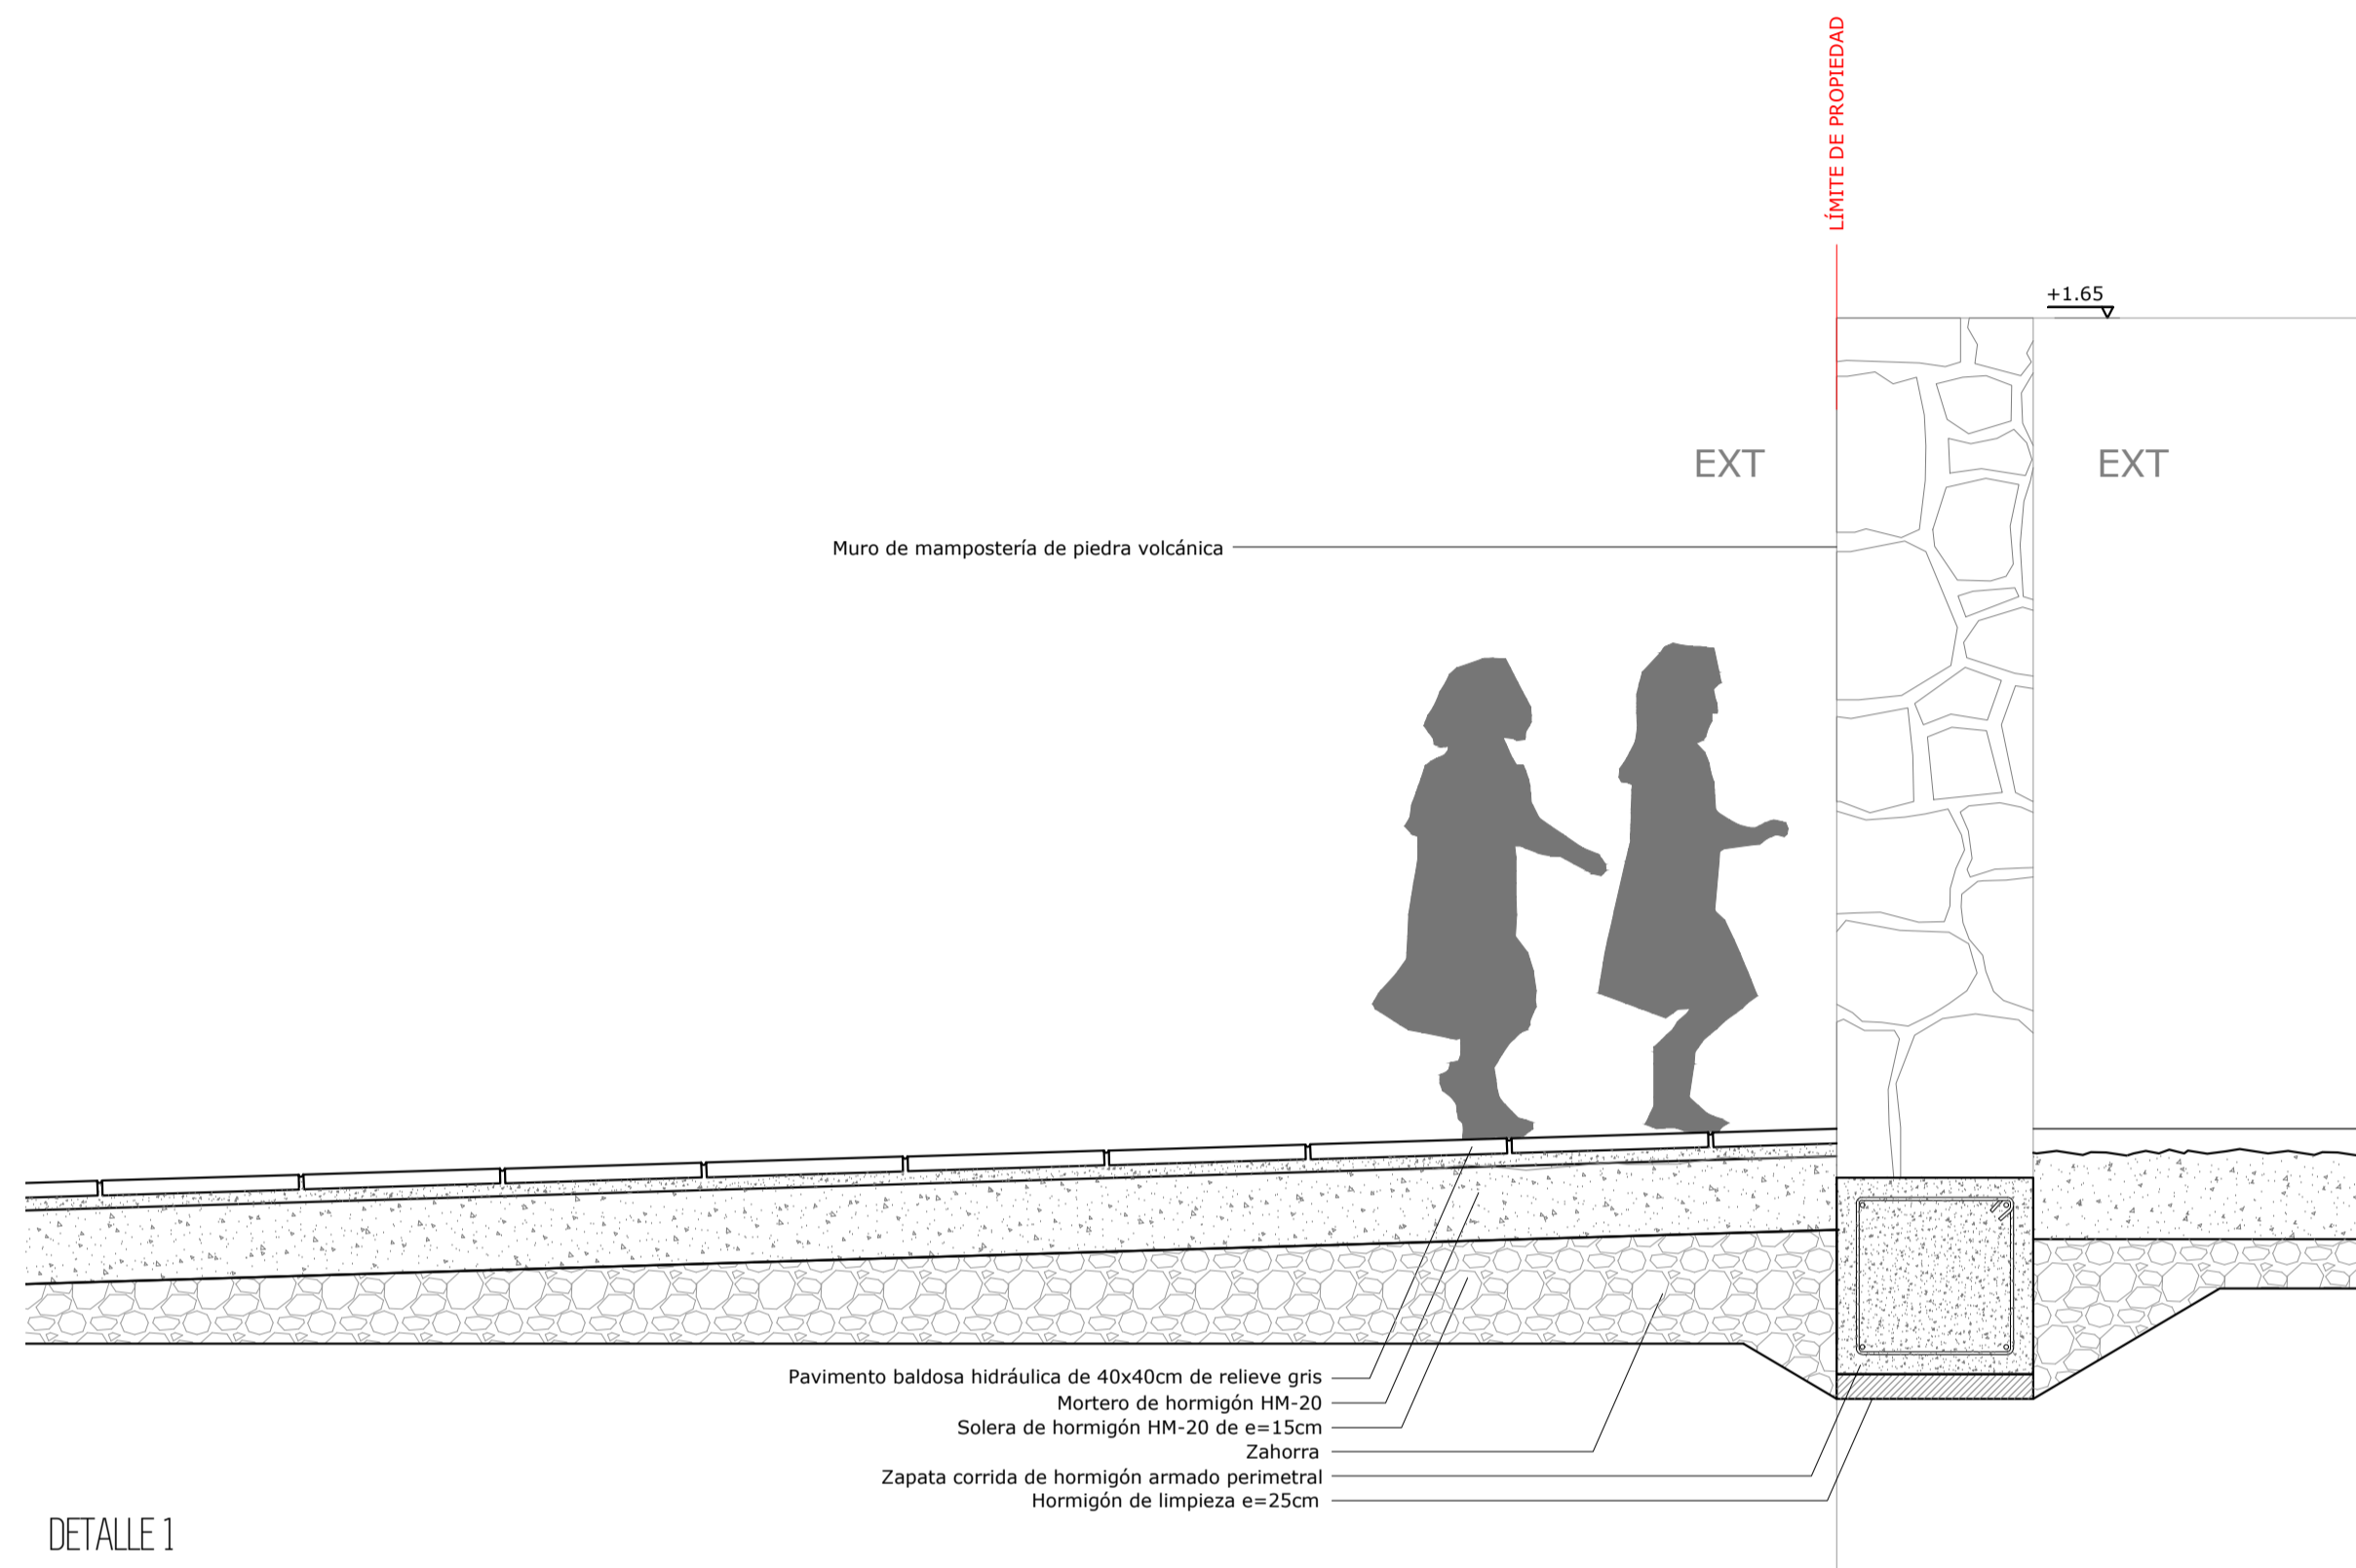 LÍMITE DE PROPIEDAD
+1.65
EXT
EXT
Muro de mampostería de piedra volcánica
Pavimento baldosa hidráulica de 40x40cm de relieve gris
Mortero de hormigón HM-20
Solera de hormigón HM-20 de e=15cm
Zahorra
Zapata corrida de hormigón armado perimetral
Hormigón de limpieza e=25cm
DETALLE 1